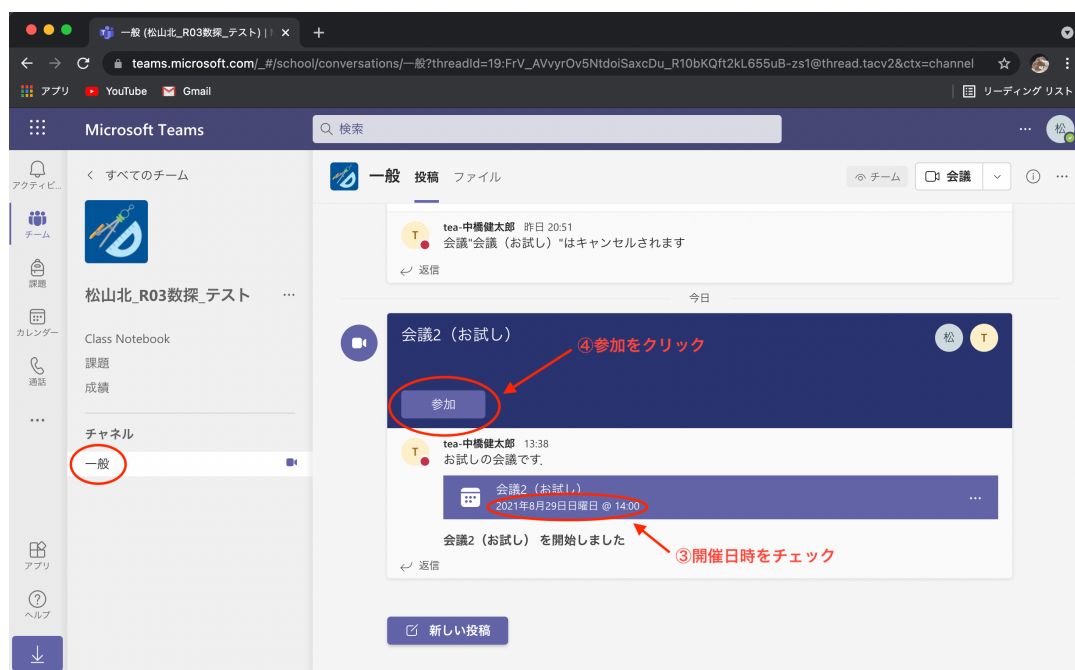 一般 (松山北_R03数探_テスト) |
teams.microsoft.com/_#/school/conversations/一般?threadId=19:FrV_AVvyrOv5NtdoiSaxcDu_R10bKQft2kL655uB-zs1@thread.tacv2&ctx=channel
アプリ YouTube Gmail リーディングリスト
Microsoft Teams 検索 松
アクティビ...
チーム
課題
カレンダー
通話
アプリ
ヘルプ
すべてのチーム
松山北_R03数探_テスト
Class Notebook
課題
成績
チャネル
一般
一般 投稿 ファイル チーム 会議
T tea-中橋健太郎 昨日 20:51
会議"会議（お試し）"はキャンセルされます
返信
今日
会議2（お試し） 松 T
④参加をクリック
参加
T tea-中橋健太郎 13:38
お試しの会議です.
会議2（お試し）
2021年8月29日日曜日 @ 14:00
会議2（お試し） を開始しました
③開催日時をチェック
返信
新しい投稿